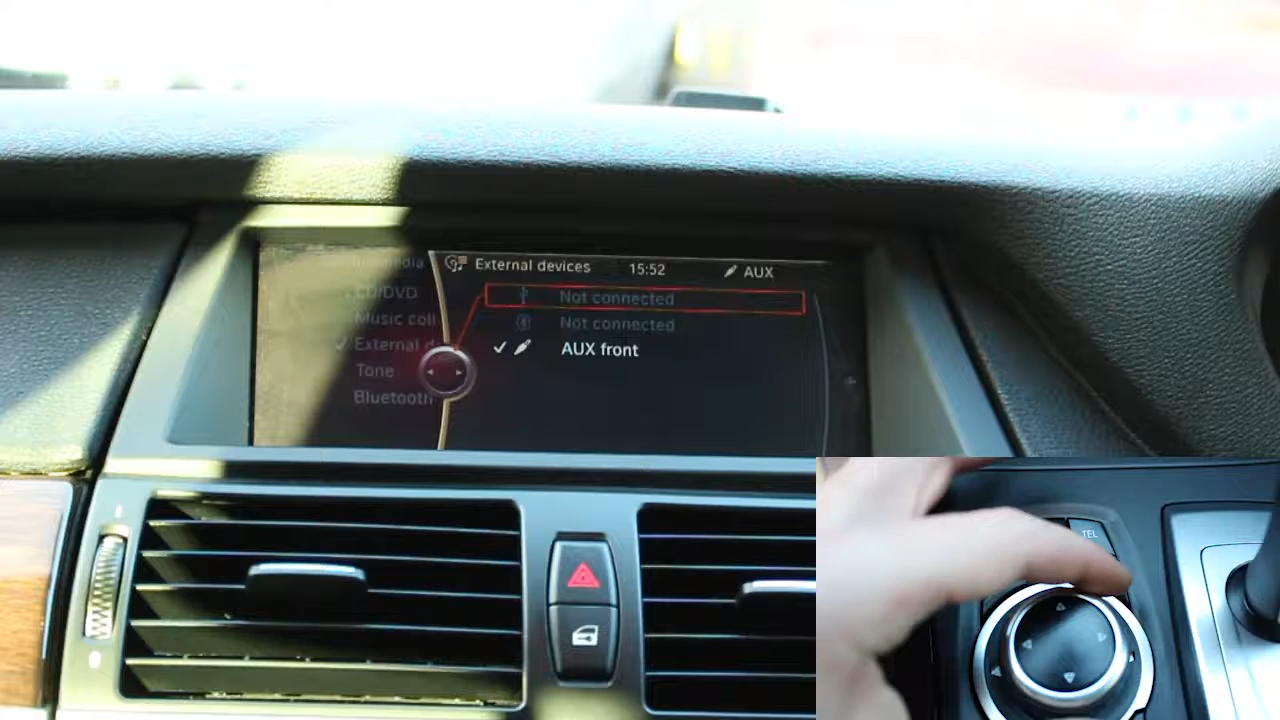 External devices 15:52 AUX
CD/DVD
Not connected
Music coll
Not connected
External d
AUX front
Tone
Bluetooth
TEL